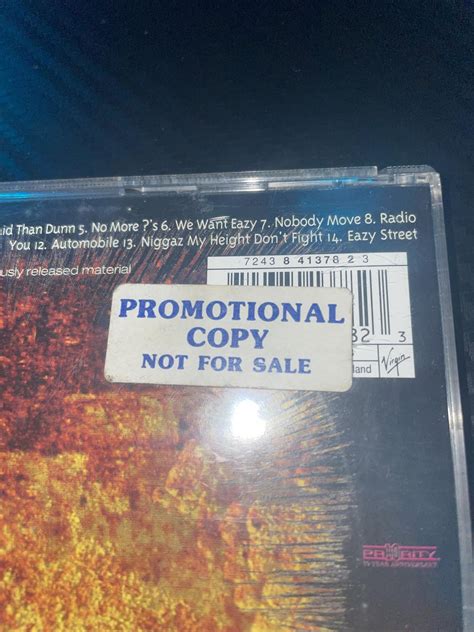 id Than Dunn 5. No More ?'s 6. We Want Eazy 7. Nobody Move 8. Radio
You 12. Automobile 13. Niggaz My Height Don't Fight 14. Eazy Street
usly released material
7243 8 41378 2 3
PROMOTIONAL
COPY
NOT FOR SALE
82 3
land Virgin
PRIORITY
ANNIVERSARY